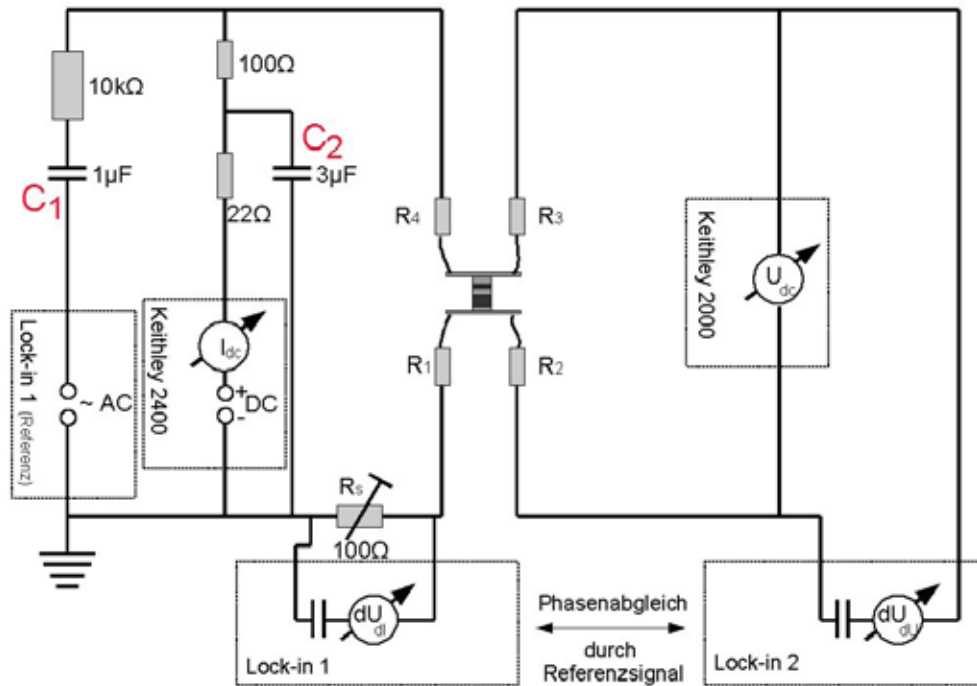 100Ω
10kΩ
C2
1µF
3µF
C1
22Ω
R4
R3
Keithley 2000
Udc
Lock-in 1
(Referenz)
~ AC
Keithley 2400
Idc
+
DC
-
R1
R2
Rs
100Ω
dUdI
Lock-in 1
Phasenabgleich
durch
Referenzsignal
dUdU
Lock-in 2